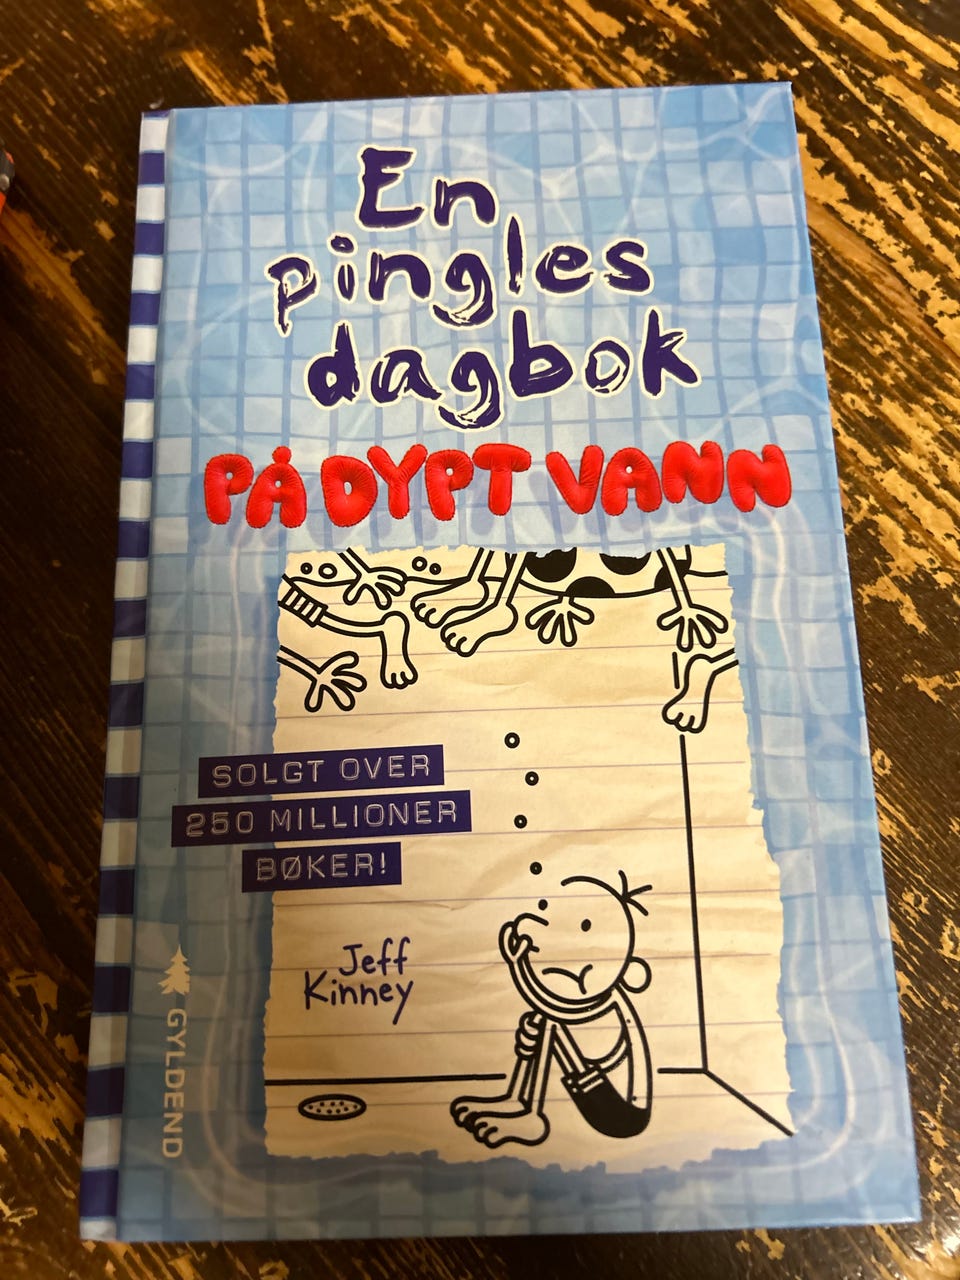 En
pingles
dagbok
PÅ DYPT VANN
SOLGT OVER
250 MILLIONER
BØKER!
Jeff
Kinney
GYLDEND